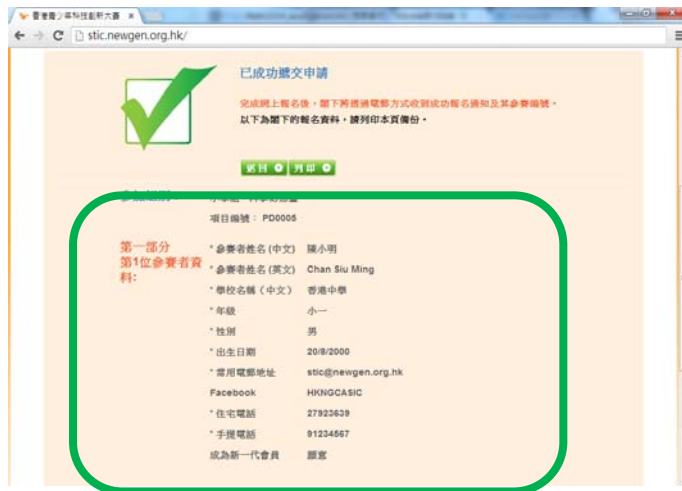 香港青少年科技創新大賽
stic.newgen.org.hk/
已成功遞交申請
完成網上報名後,閣下將透過電郵方式收到成功報名通知及其參賽編號。
以下為閣下的報名資料,請列印本頁備份。
返回 列印
項目編號: PD0005
第一部分
第1位參賽者資料:
*參賽者姓名(中文) 陳小明
*參賽者姓名(英文) Chan Siu Ming
*學校名稱(中文) 香港中學
*年級 小一
*性別 男
*出生日期 20/8/2000
*常用電郵地址 stic@newgen.org.hk
Facebook HKNGCASIC
*住宅電話 27923639
*手提電話 91234567
成為新一代會員 願意